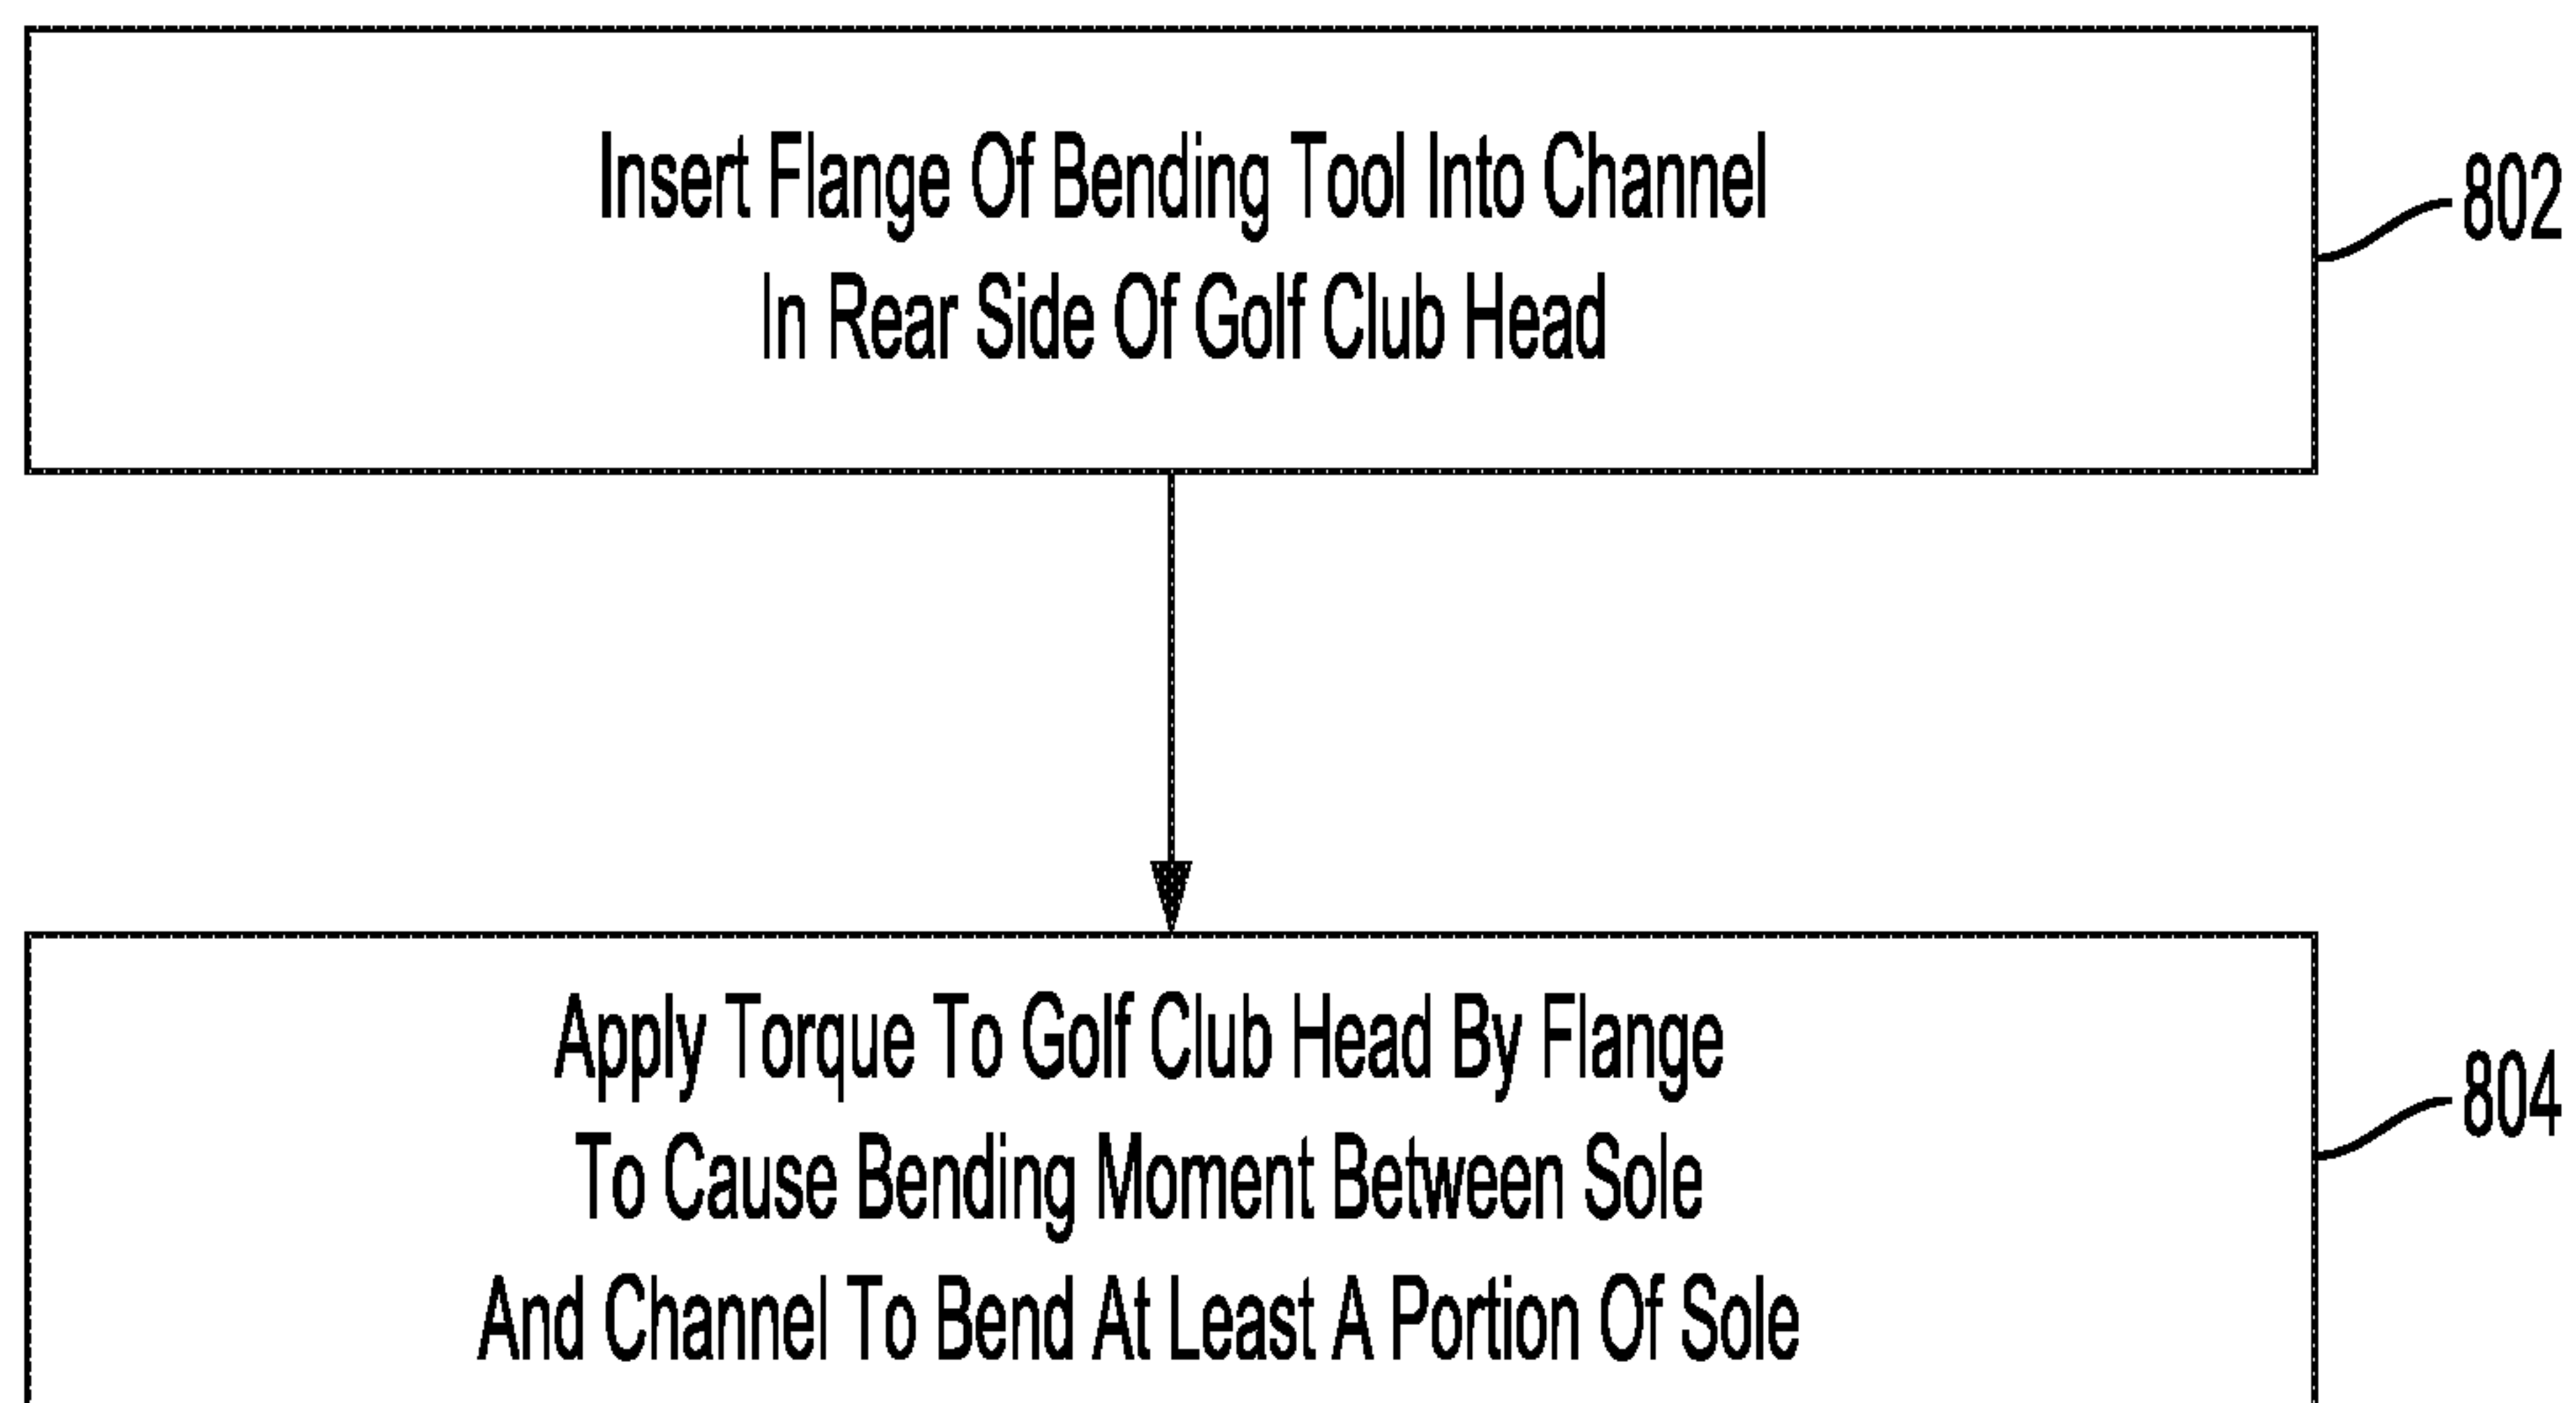 Insert Flange Of Bending Tool Into Channel
In Rear Side Of Golf Club Head
802
Apply Torque To Golf Club Head By Flange
To Cause Bending Moment Between Sole
And Channel To Bend At Least A Portion Of Sole
804